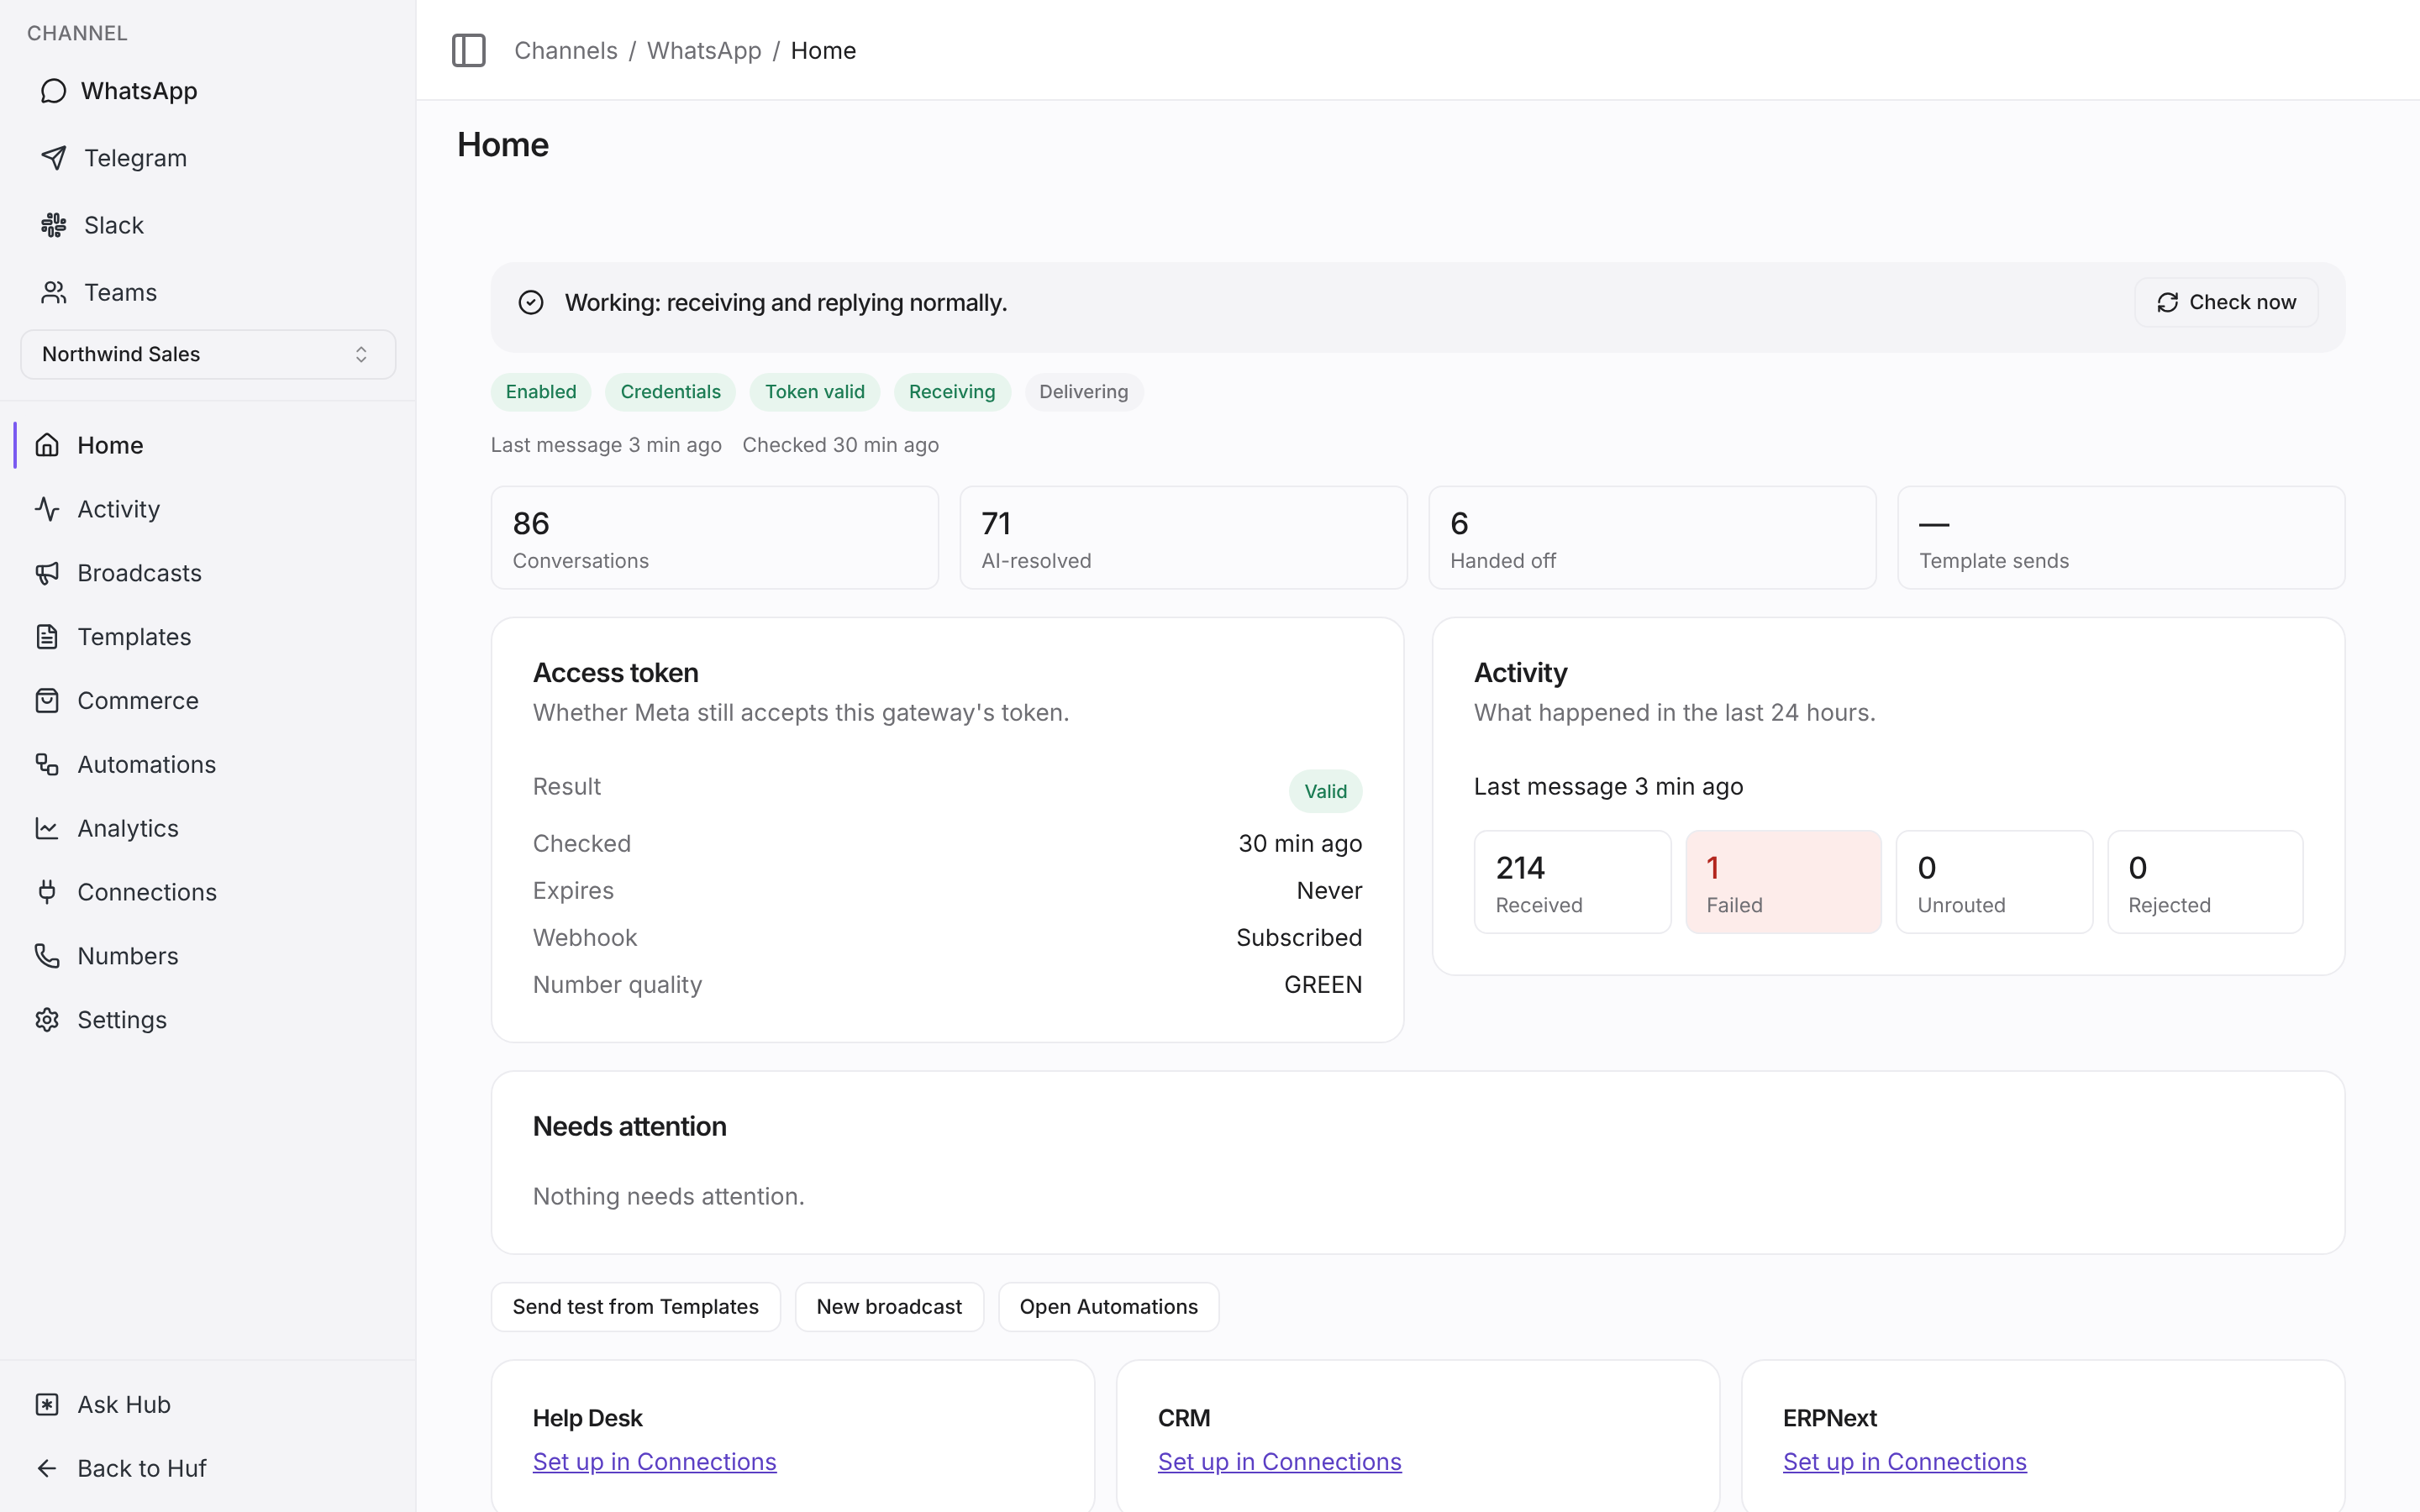 CHANNEL
WhatsApp
Telegram
Slack
Teams
Northwind Sales
Home
Activity
Broadcasts
Templates
Commerce
Automations
Analytics
Connections
Numbers
Settings
Ask Hub
Back to Huf
Channels / WhatsApp / Home
Home
Working: receiving and replying normally.
Check now
Enabled Credentials Token valid Receiving Delivering
Last message 3 min ago Checked 30 min ago
86
Conversations
71
AI-resolved
6
Handed off
—
Template sends
Access token
Whether Meta still accepts this gateway's token.
Result Valid
Checked 30 min ago
Expires Never
Webhook Subscribed
Number quality GREEN
Activity
What happened in the last 24 hours.
Last message 3 min ago
214
Received
1
Failed
0
Unrouted
0
Rejected
Needs attention
Nothing needs attention.
Send test from Templates New broadcast Open Automations
Help Desk
Set up in Connections
CRM
Set up in Connections
ERPNext
Set up in Connections